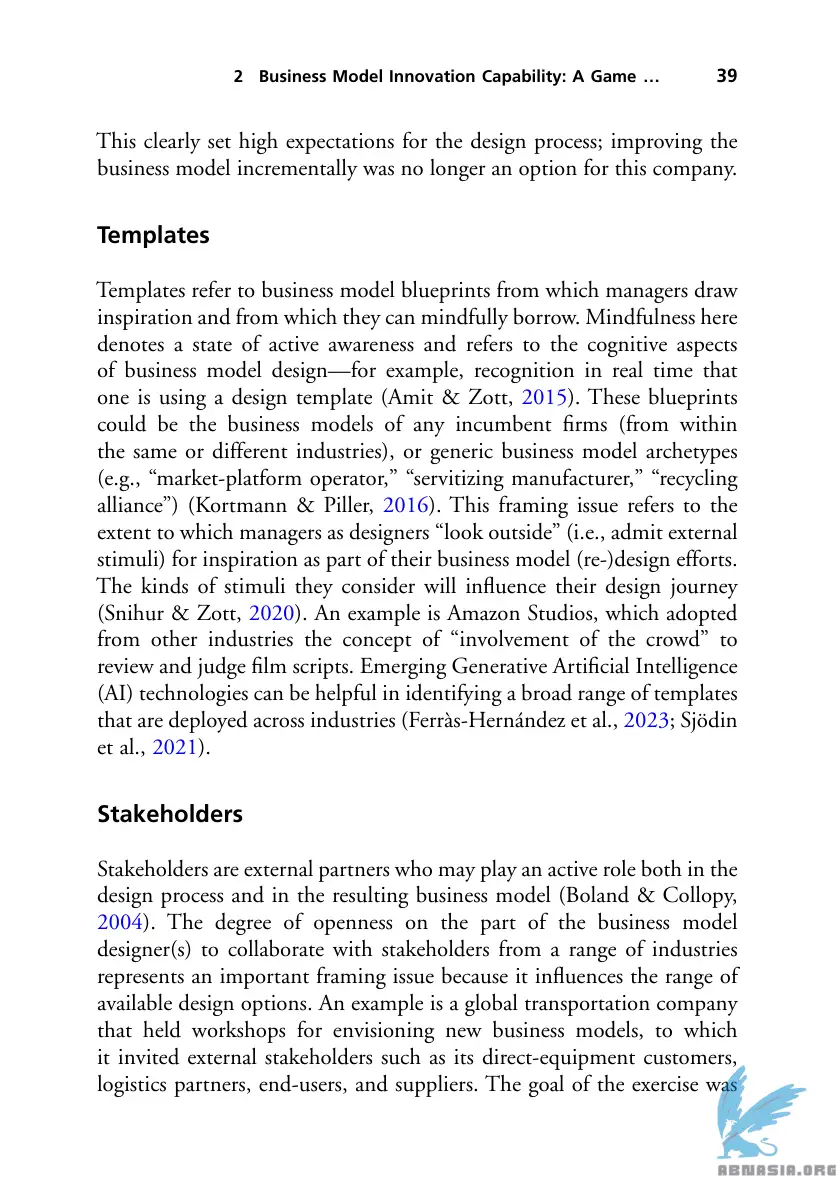 2 Business Model Innovation Capability: A Game … 39
This clearly set high expectations for the design process; improving the
business model incrementally was no longer an option for this company.
Templates
Templates refer to business model blueprints from which managers draw
inspiration and from which they can mindfully borrow. Mindfulness here
denotes a state of active awareness and refers to the cognitive aspects
of business model design—for example, recognition in real time that
one is using a design template (Amit & Zott, 2015). These blueprints
could be the business models of any incumbent firms (from within
the same or different industries), or generic business model archetypes
(e.g., “market-platform operator,” “servitizing manufacturer,” “recycling
alliance”) (Kortmann & Piller, 2016). This framing issue refers to the
extent to which managers as designers “look outside” (i.e., admit external
stimuli) for inspiration as part of their business model (re-)design efforts.
The kinds of stimuli they consider will influence their design journey
(Snihur & Zott, 2020). An example is Amazon Studios, which adopted
from other industries the concept of “involvement of the crowd” to
review and judge film scripts. Emerging Generative Artificial Intelligence
(AI) technologies can be helpful in identifying a broad range of templates
that are deployed across industries (Ferràs-Hernández et al., 2023; Sjödin
et al., 2021).
Stakeholders
Stakeholders are external partners who may play an active role both in the
design process and in the resulting business model (Boland & Collopy,
2004). The degree of openness on the part of the business model
designer(s) to collaborate with stakeholders from a range of industries
represents an important framing issue because it influences the range of
available design options. An example is a global transportation company
that held workshops for envisioning new business models, to which
it invited external stakeholders such as its direct-equipment customers,
logistics partners, end-users, and suppliers. The goal of the exercise was
ABNASIA.ORG